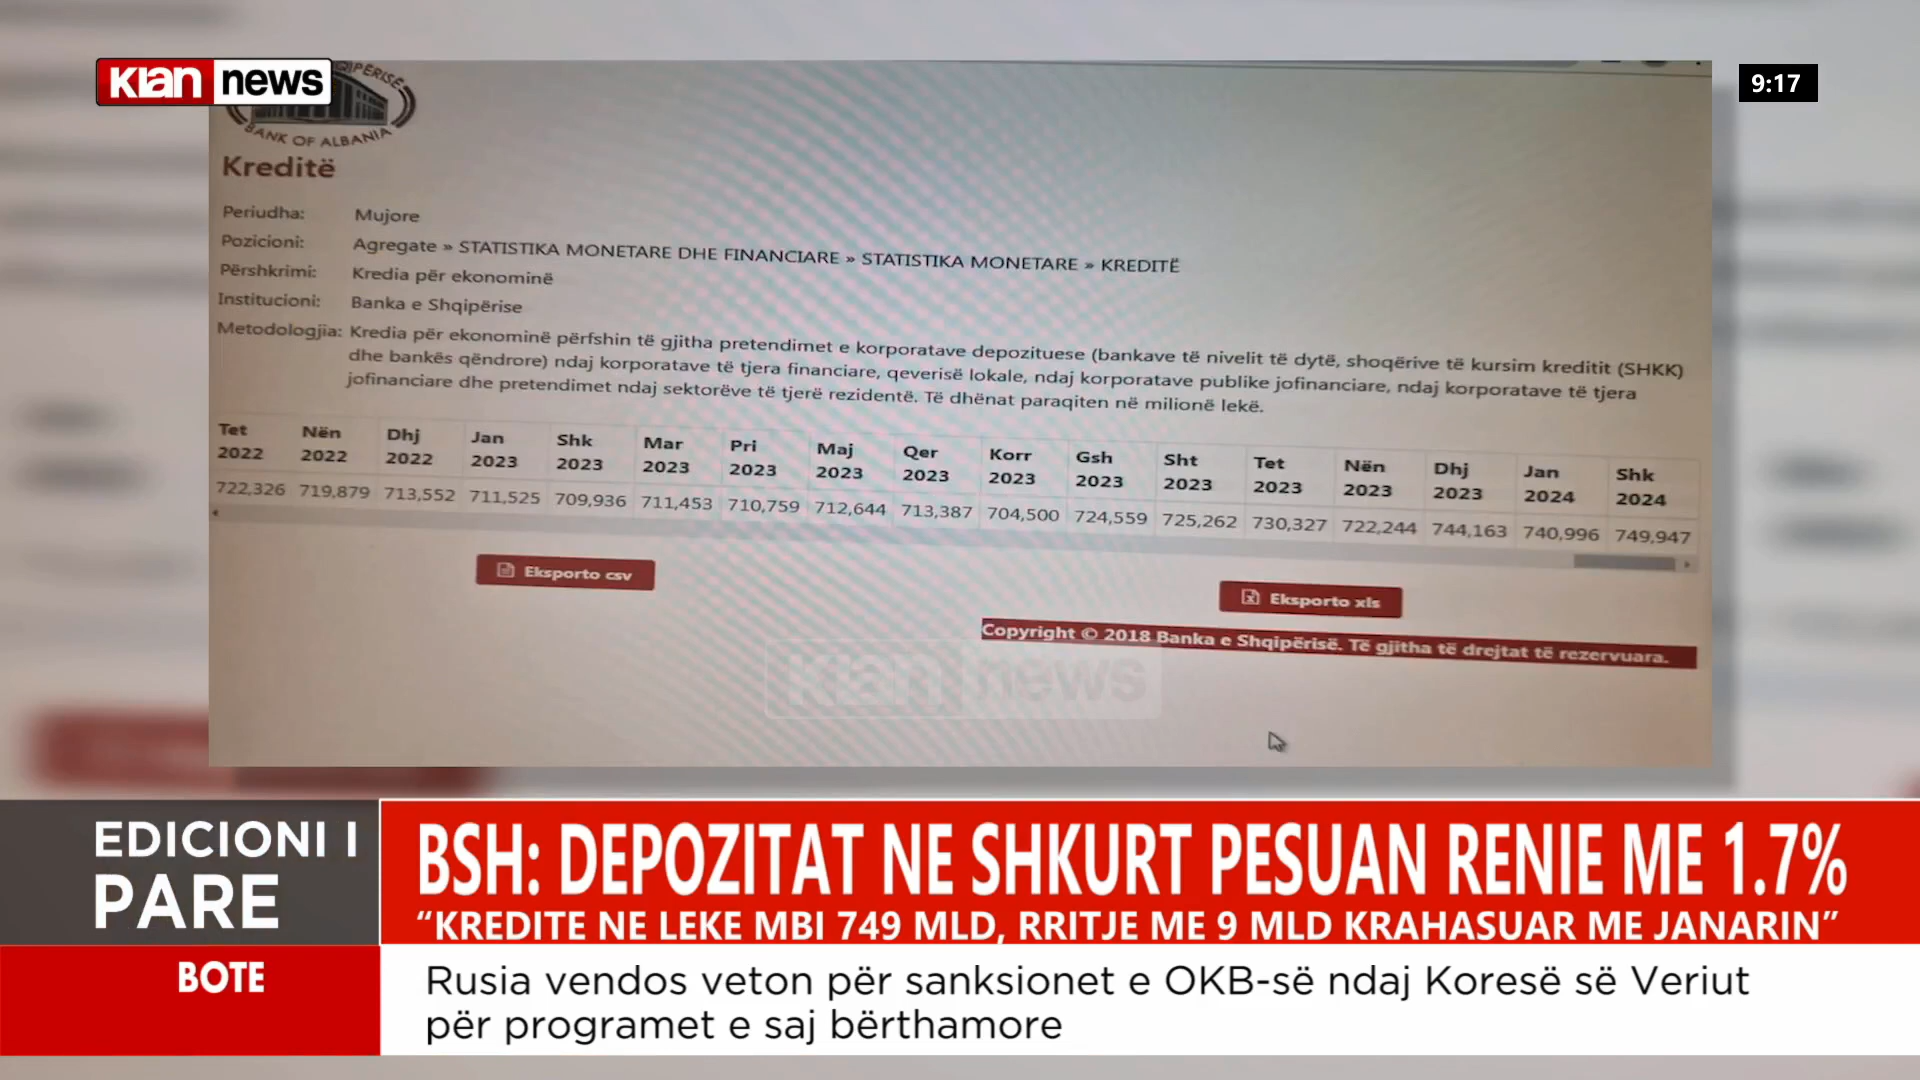 Klan news
9:17
BANK OF ALBANIA
Kreditë
Periudha: Mujore
Pozicioni: Agregate » STATISTIKA MONETARE DHE FINANCIARE » STATISTIKA MONETARE » KREDITË
Përshkrimi: Kredia për ekonominë
Institucioni: Banka e Shqipërise
Metodologjia: Kredia për ekonominë përfshin të gjitha pretendimet e korporatave depozituese (bankave të nivelit të dytë, shoqërive të kursim kreditit (SHKK)
dhe bankës qëndrore) ndaj korporatave të tjera financiare, qeverisë lokale, ndaj korporatave publike jofinanciare, ndaj korporatave të tjera
jofinanciare dhe pretendimet ndaj sektorëve të tjerë rezidentë. Të dhënat paraqiten në milionë lekë.
Tet 2022 Nën 2022 Dhj 2022 Jan 2023 Shk 2023 Mar 2023 Pri 2023 Maj 2023 Qer 2023 Korr 2023 Gsh 2023 Sht 2023 Tet 2023 Nën 2023 Dhj 2023 Jan 2024 Shk 2024
722,326 719,879 713,552 711,525 709,936 711,453 710,759 712,644 713,387 704,500 724,559 725,262 730,327 722,244 744,163 740,996 749,947
Eksporto csv
Eksporto xls
Copyright © 2018 Banka e Shqipërisë. Të gjitha të drejtat të rezervuara.
Klan news
EDICIONI I
PARE
BSH: DEPOZITAT NE SHKURT PESUAN RENIE ME 1.7%
“KREDITE NE LEKE MBI 749 MLD, RRITJE ME 9 MLD KRAHASUAR ME JANARIN”
BOTE
Rusia vendos veton për sanksionet e OKB-së ndaj Koresë së Veriut
për programet e saj bërthamore